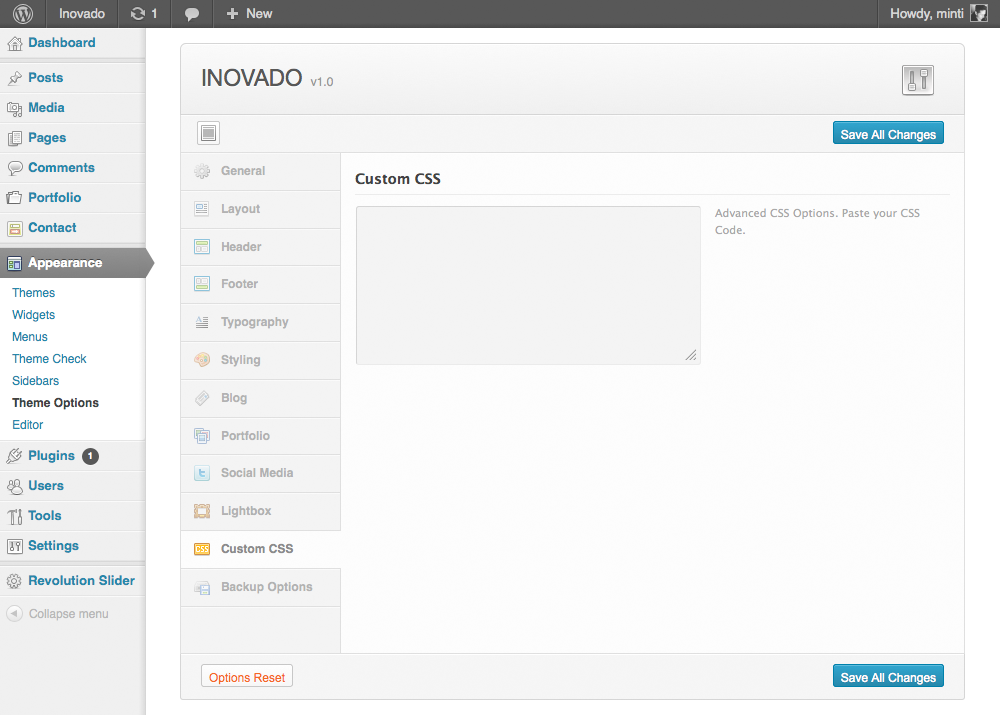 Inovado
1
New
Howdy, minti
Dashboard
Posts
Media
Pages
Comments
Portfolio
Contact
Appearance
Themes
Widgets
Menus
Theme Check
Sidebars
Theme Options
Editor
Plugins 1
Users
Tools
Settings
Revolution Slider
Collapse menu
INOVADO v1.0
Save All Changes
General
Layout
Header
Footer
Typography
Styling
Blog
Portfolio
Social Media
Lightbox
CSS Custom CSS
Backup Options
Custom CSS
Advanced CSS Options. Paste your CSS
Code.
Options Reset
Save All Changes